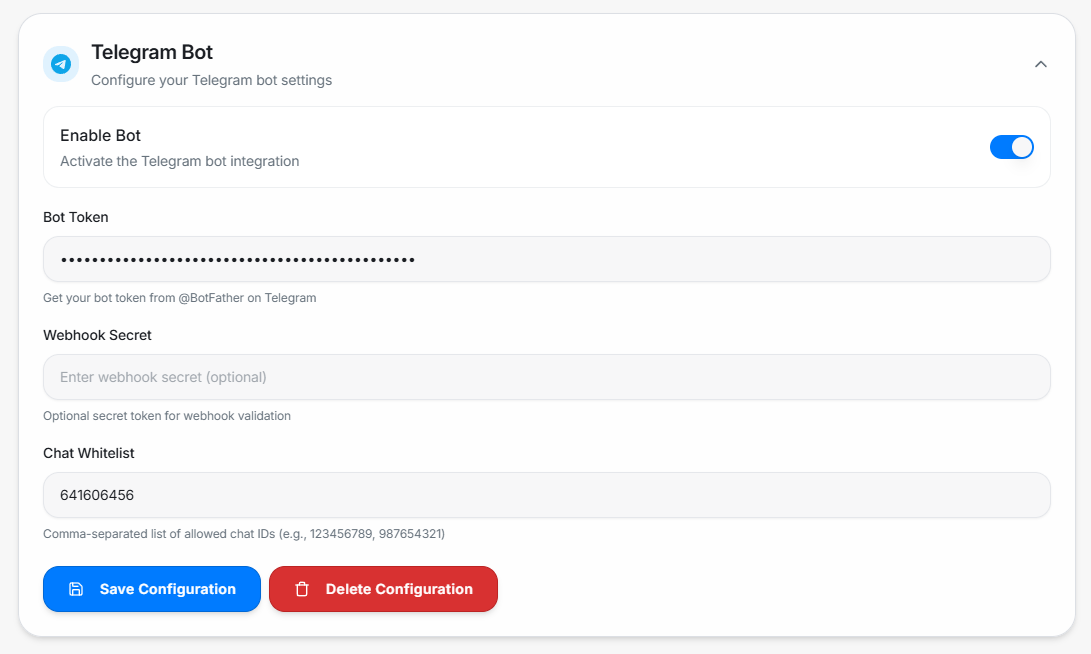 Telegram Bot
Configure your Telegram bot settings
Enable Bot
Activate the Telegram bot integration
Bot Token
••••••••••••••••••••••••••••••••••••••••••••••
Get your bot token from @BotFather on Telegram
Webhook Secret
Enter webhook secret (optional)
Optional secret token for webhook validation
Chat Whitelist
641606456
Comma-separated list of allowed chat IDs (e.g., 123456789, 987654321)
Save Configuration
Delete Configuration